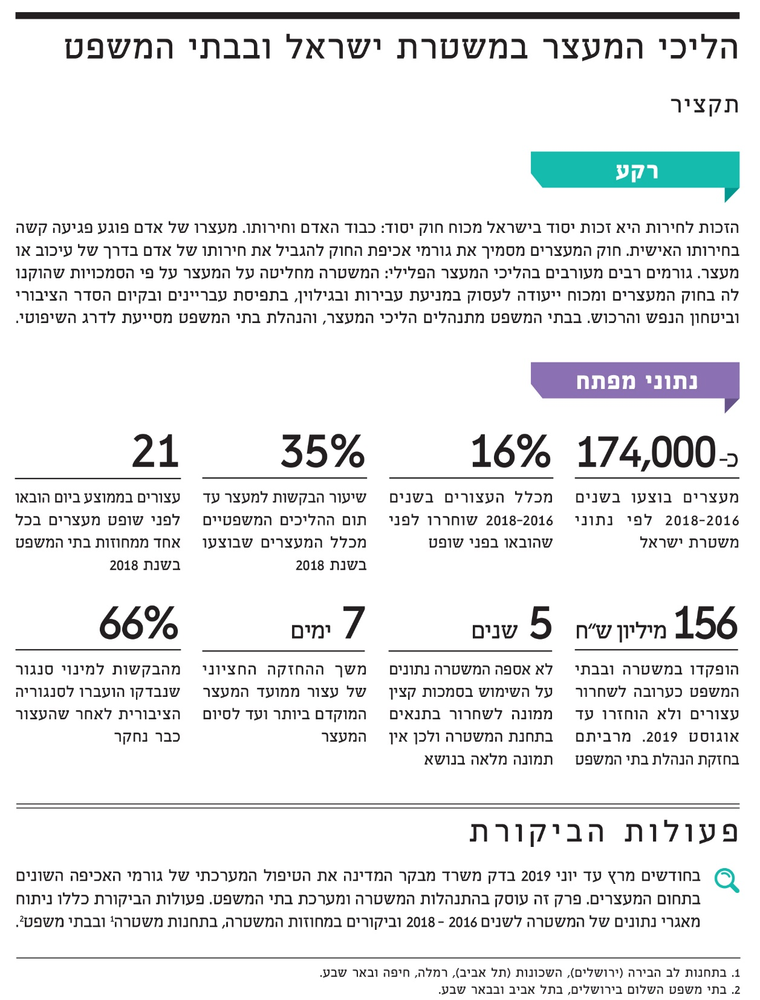 הליכי המעצר במשטרת ישראל ובבתי המשפט
תקציר
רקע
הזכות לחירות היא זכות יסוד בישראל מכוח חוק יסוד: כבוד האדם וחירותו. מעצרו של אדם פוגע פגיעה קשה
בחירותו האישית. חוק המעצרים מסמיך את גורמי אכיפת החוק להגביל את חירותו של אדם בדרך של עיכוב או
מעצר. גורמים רבים מעורבים בהליכי המעצר הפלילי: המשטרה מחליטה על המעצר על פי הסמכויות שהוקנו
לה בחוק המעצרים ומכוח ייעודה לעסוק במניעת עבירות ובגילוין, בתפיסת עבריינים ובקיום הסדר הציבורי
וביטחון הנפש והרכוש. בבתי המשפט מתנהלים הליכי המעצר, והנהלת בתי המשפט מסייעת לדרג השיפוטי.
נתוני מפתח
כ-174,000
מעצרים בוצעו בשנים
2018-2016 לפי נתוני
משטרת ישראל
16%
מכלל העצורים בשנים
2018-2016 שוחררו לפני
שהובאו בפני שופט
35%
שיעור הבקשות למעצר עד
תום ההליכים המשפטיים
מכלל המעצרים שבוצעו
בשנת 2018
21
עצורים בממוצע ביום הובאו
לפני שופט מעצרים בכל
אחד ממחוזות בתי המשפט
בשנת 2018
156 מיליון ש"ח
הופקדו במשטרה ובבתי
המשפט כערובה לשחרור
עצורים ולא הוחזרו עד
אוגוסט 2019. מרביתם
בחזקת הנהלת בתי המשפט
5 שנים
לא אספה המשטרה נתונים
על השימוש בסמכות קצין
ממונה לשחרור בתנאים
בתחנת המשטרה ולכן אין
תמונה מלאה בנושא
7 ימים
משך ההחזקה החציוני
של עצור ממועד המעצר
המוקדם ביותר ועד לסיום
המעצר
66%
מהבקשות למינוי סנגור
שנבדקו הועברו לסנגוריה
הציבורית לאחר שהעצור
כבר נחקר
פעולות הביקורת
בחודשים מרץ עד יוני 2019 בדק משרד מבקר המדינה את הטיפול המערכתי של גורמי האכיפה השונים
בתחום המעצרים. פרק זה עוסק בהתנהלות המשטרה ומערכת בתי המשפט. פעולות הביקורת כללו ניתוח
מאגרי נתונים של המשטרה לשנים 2016 - 2018 וביקורים במחוזות המשטרה, בתחנות משטרה¹ ובבתי משפט².
1. בתחנות לב הבירה (ירושלים), השכונות (תל אביב), רמלה, חיפה ובאר שבע.
2. בתי משפט השלום בירושלים, בתל אביב ובבאר שבע.